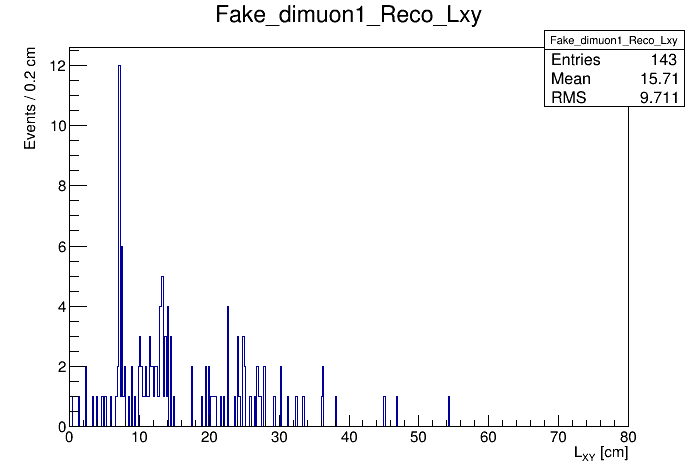 Fake_dimuon1_Reco_Lxy
Fake_dimuon1_Reco_Lxy
Entries 143
Mean 15.71
RMS 9.711
Events / 0.2 cm
12
10
8
6
4
2
0
0 10 20 30 40 50 60 70 80
L_XY [cm]